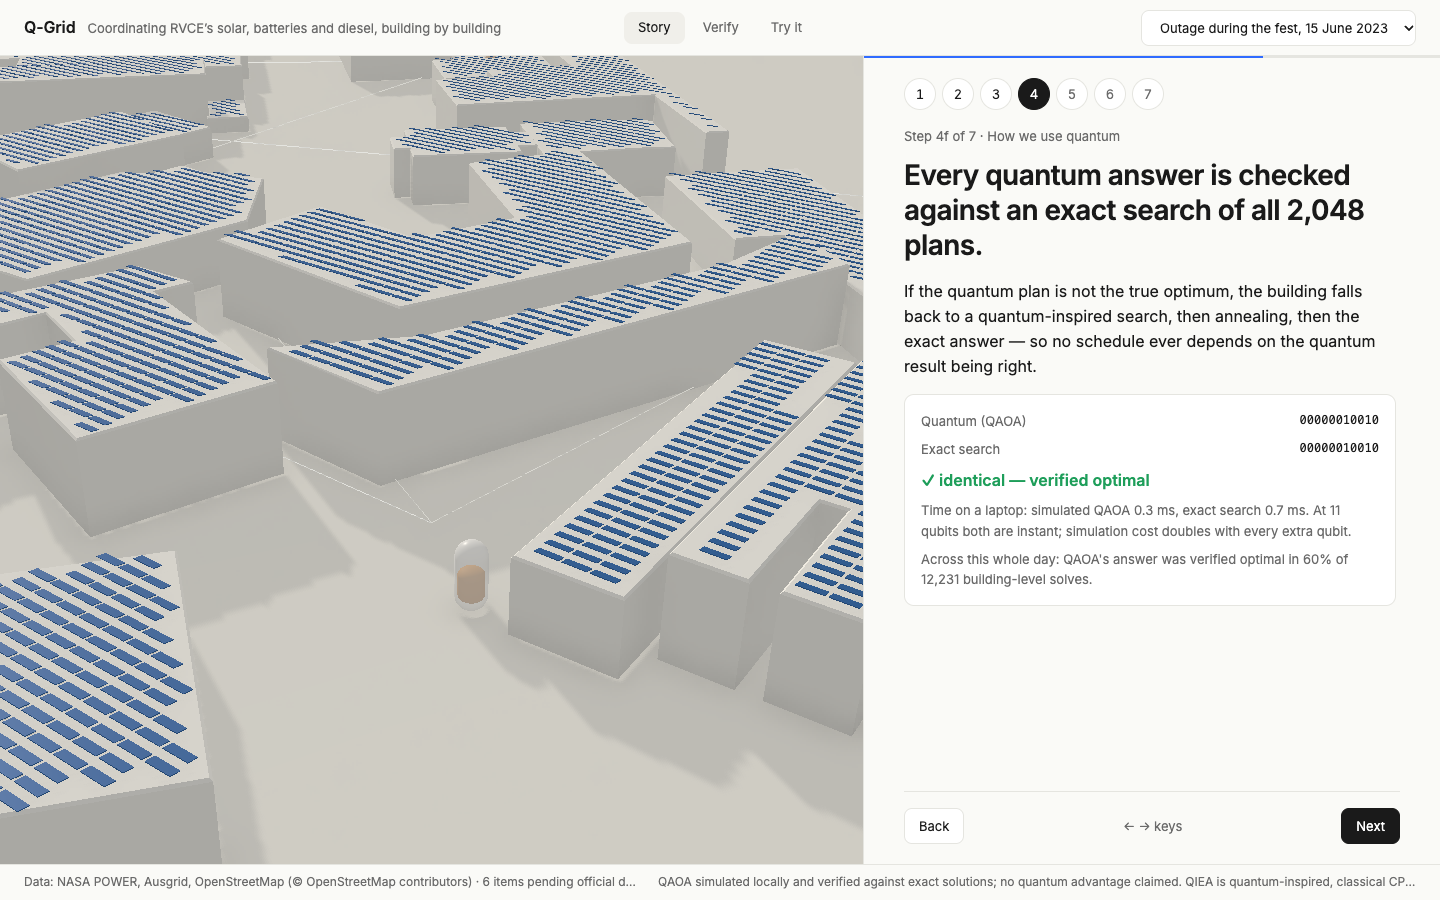 Q-Grid Coordinating RVCE's solar, batteries and diesel, building by building
Story Verify Try it
Outage during the fest, 15 June 2023
1 2 3 4 5 6 7
Step 4f of 7 · How we use quantum
Every quantum answer is checked
against an exact search of all 2,048
plans.
If the quantum plan is not the true optimum, the building falls
back to a quantum-inspired search, then annealing, then the
exact answer — so no schedule ever depends on the quantum
result being right.
Quantum (QAOA) 00000010010
Exact search 00000010010
✓ identical — verified optimal
Time on a laptop: simulated QAOA 0.3 ms, exact search 0.7 ms. At 11
qubits both are instant; simulation cost doubles with every extra qubit.
Across this whole day: QAOA's answer was verified optimal in 60% of
12,231 building-level solves.
Back ← → keys Next
Data: NASA POWER, Ausgrid, OpenStreetMap (© OpenStreetMap contributors) · 6 items pending official d...
QAOA simulated locally and verified against exact solutions; no quantum advantage claimed. QIEA is quantum-inspired, classical CP...